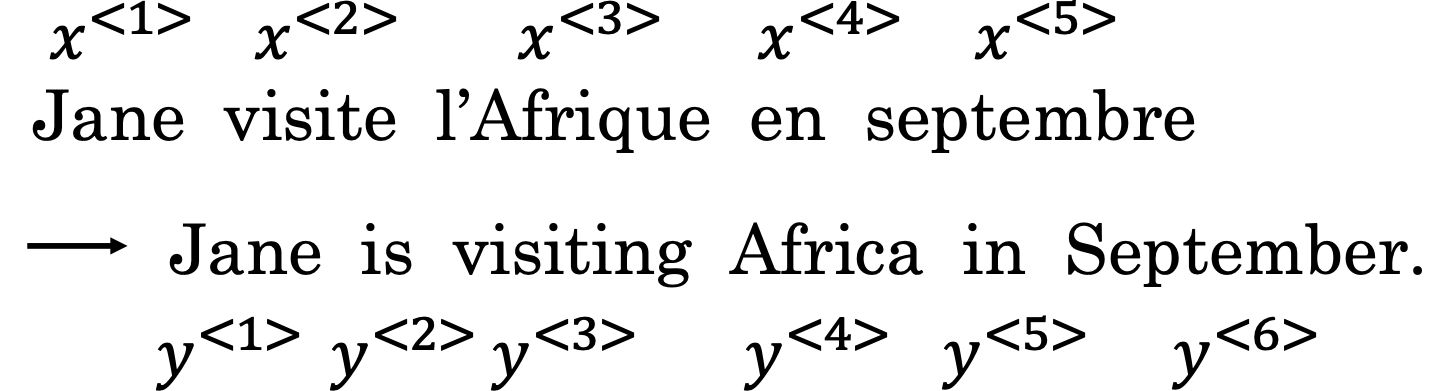 x<1> x<2> x<3> x<4> x<5>
Jane visite l’Afrique en septembre
→ Jane is visiting Africa in September.
y<1> y<2> y<3> y<4> y<5> y<6>